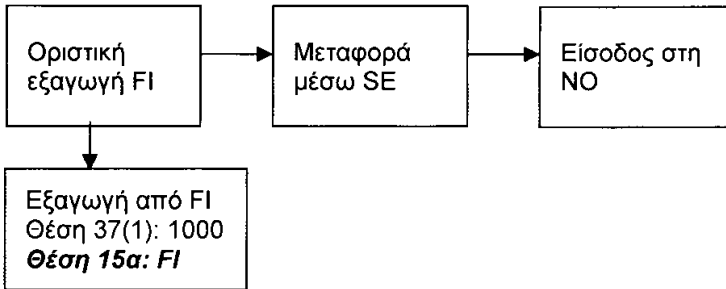 Οριστική
εξαγωγή FI
Μεταφορά
μέσω SE
Είσοδος στη
NO
Εξαγωγή από FI
Θέση 37(1): 1000
Θέση 15α: FI